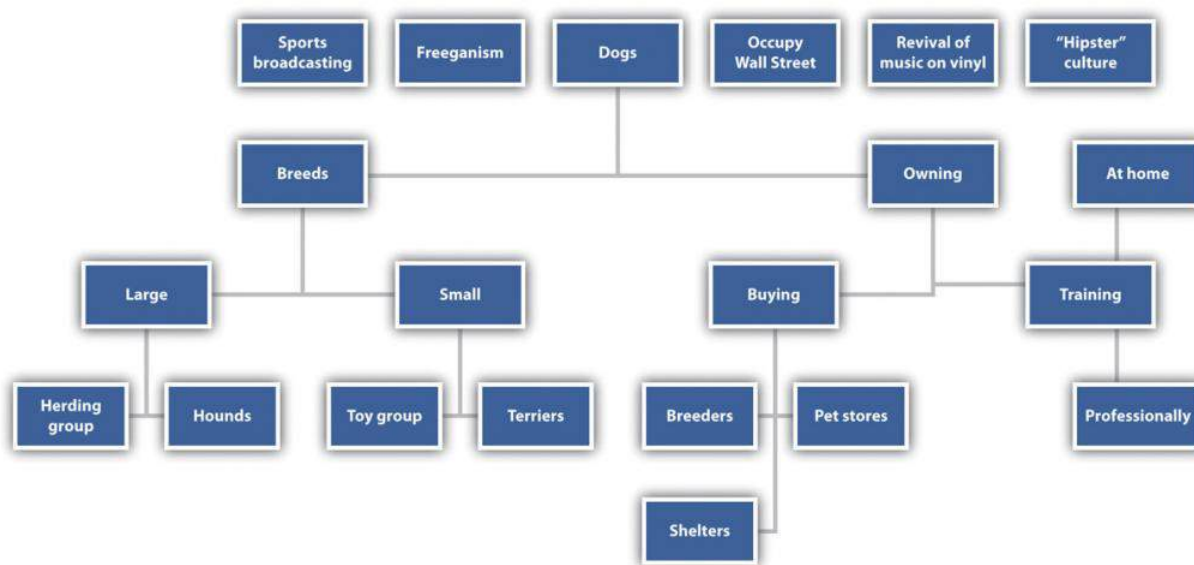 Sports
broadcasting
Freeganism
Dogs
Occupy
Wall Street
Revival of
music on vinyl
“Hipster”
culture
Breeds
Owning
At home
Large
Small
Buying
Training
Herding
group
Hounds
Toy group
Terriers
Breeders
Pet stores
Professionally
Shelters